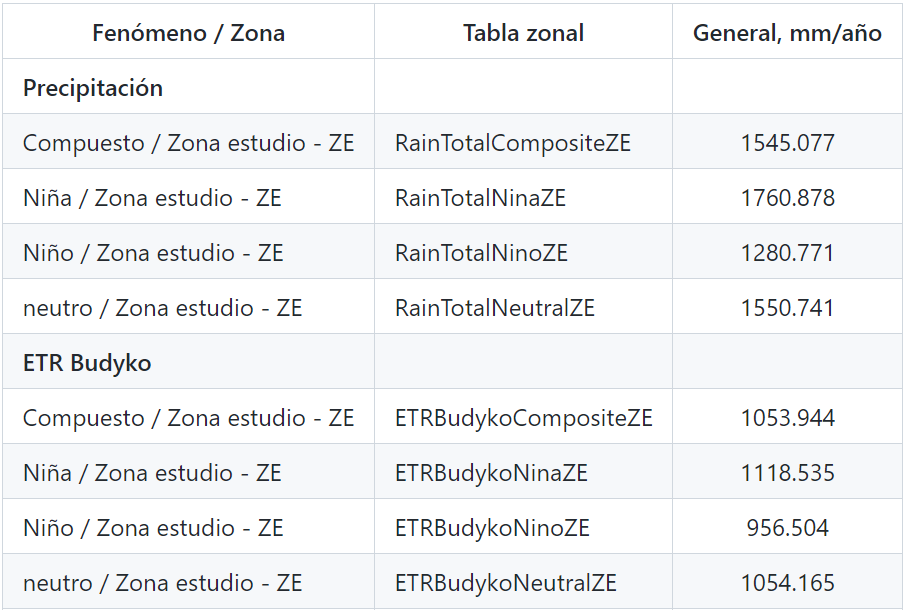 Fenómeno / Zona Tabla zonal General, mm/año
Precipitación
Compuesto / Zona estudio - ZE RainTotalCompositeZE 1545.077
Niña / Zona estudio - ZE RainTotalNinaZE 1760.878
Niño / Zona estudio - ZE RainTotalNinoZE 1280.771
neutro / Zona estudio - ZE RainTotalNeutralZE 1550.741
ETR Budyko
Compuesto / Zona estudio - ZE ETRBudykoCompositeZE 1053.944
Niña / Zona estudio - ZE ETRBudykoNinaZE 1118.535
Niño / Zona estudio - ZE ETRBudykoNinoZE 956.504
neutro / Zona estudio - ZE ETRBudykoNeutralZE 1054.165